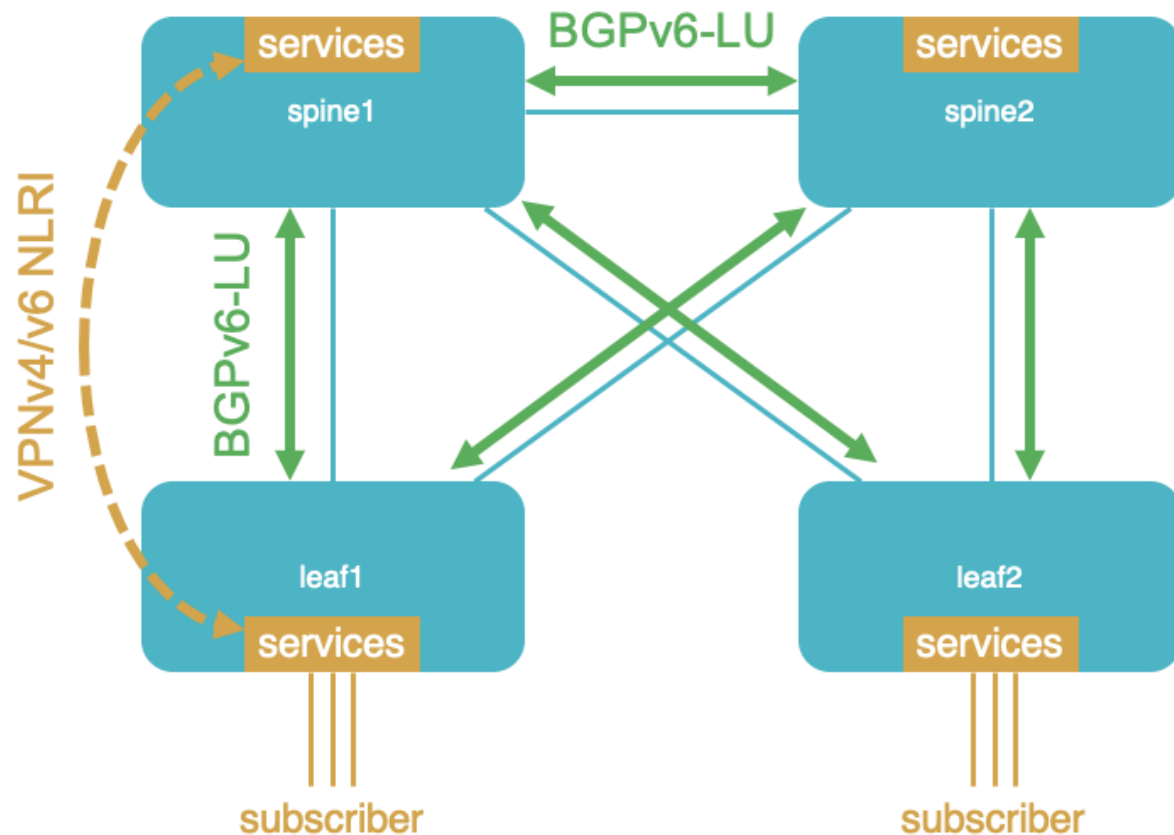 services
BGPv6-LU
services
spine1
spine2
VPNv4/v6 NLRI
BGPv6-LU
leaf1
leaf2
services
services
subscriber
subscriber